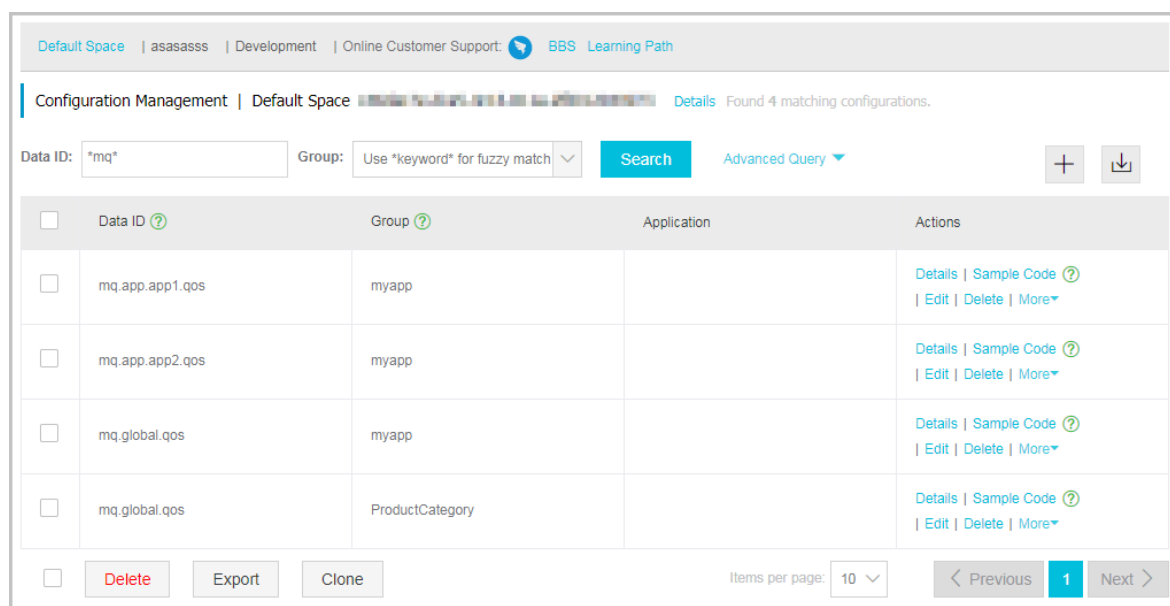 Default Space | asasasss | Development | Online Customer Support: BBS Learning Path
Configuration Management | Default Space Details Found 4 matching configurations.
Data ID: *mq* Group: Use *keyword* for fuzzy match Search Advanced Query
Data ID ? Group ? Application Actions
mq.app.app1.qos myapp Details | Sample Code ?
| Edit | Delete | More
mq.app.app2.qos myapp Details | Sample Code ?
| Edit | Delete | More
mq.global.qos myapp Details | Sample Code ?
| Edit | Delete | More
mq.global.qos ProductCategory Details | Sample Code ?
| Edit | Delete | More
Delete Export Clone Items per page: 10 < Previous 1 Next >